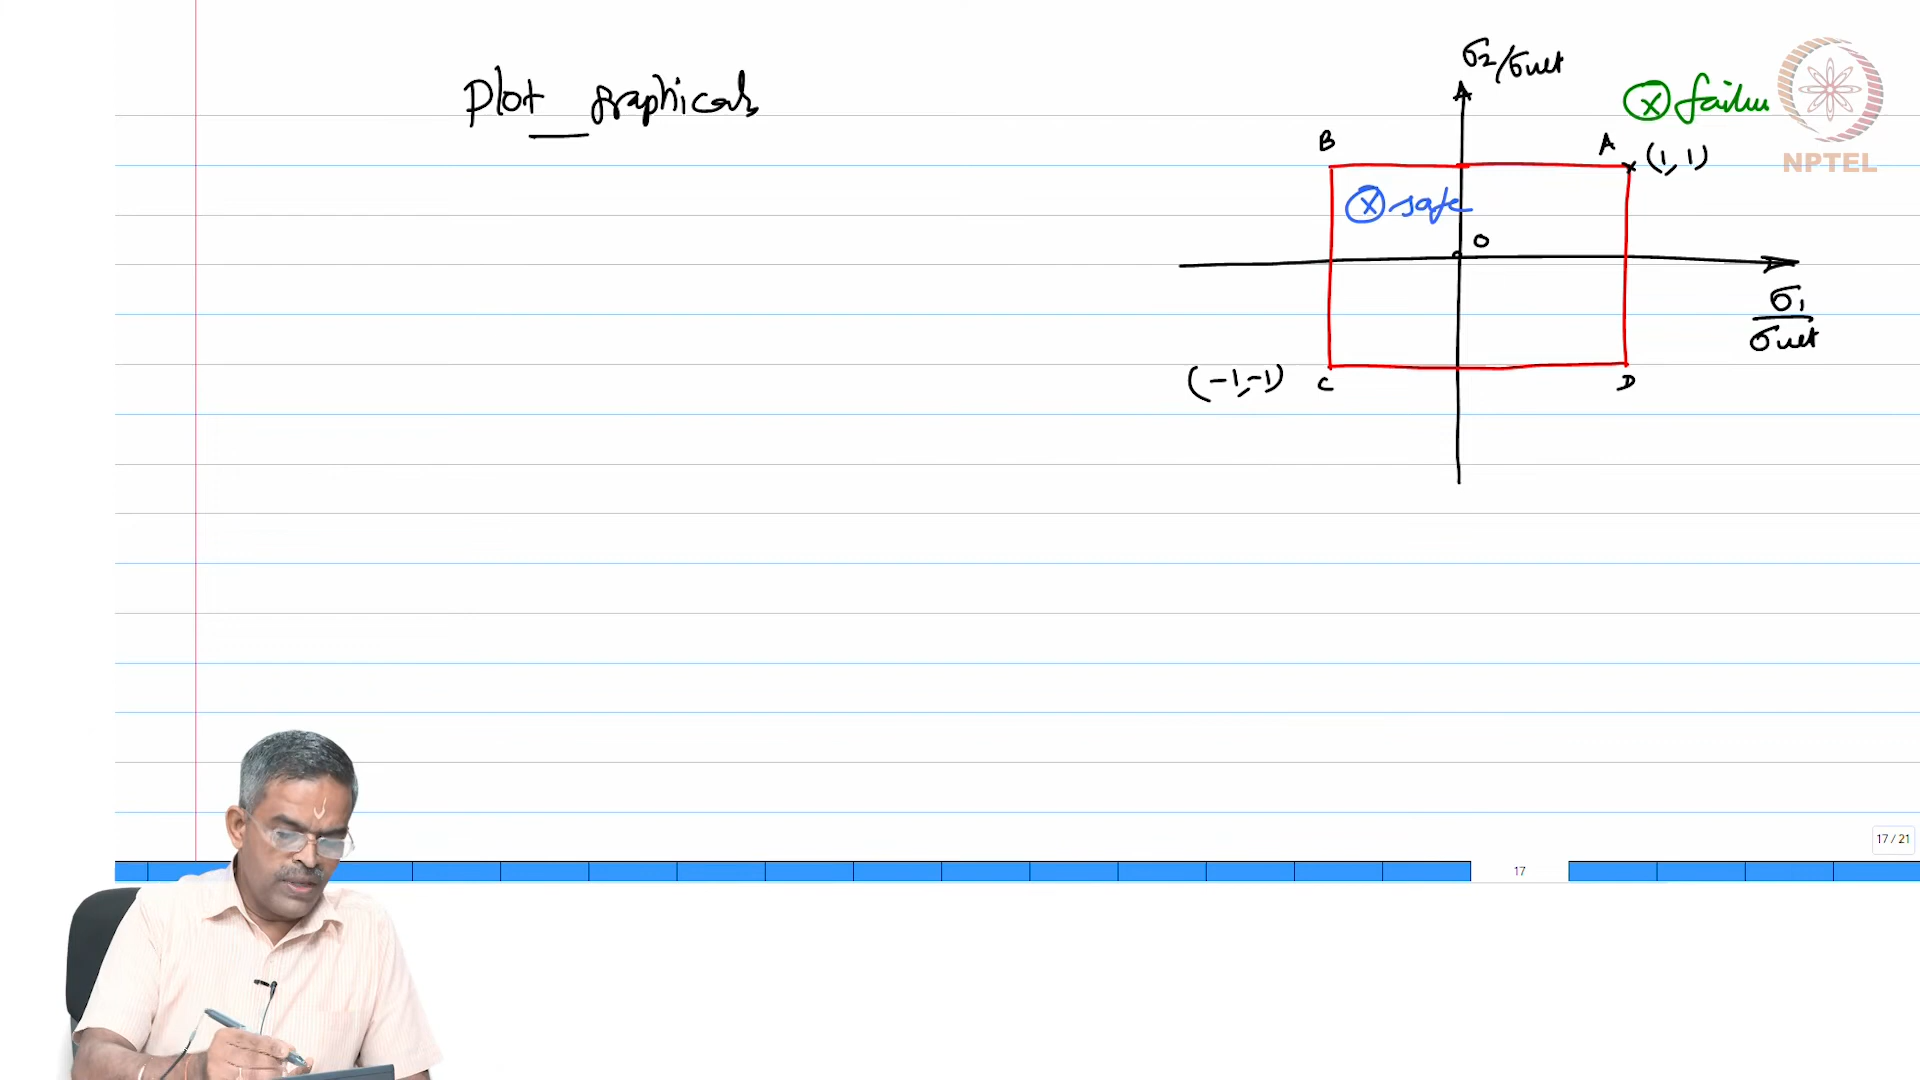 Plot graphical
σ2/σult
ⓧ failure
NPTEL
B
A
(1, 1)
ⓧ safe
O
σ1
σult
(-1,-1)
C
D
17 / 21
17